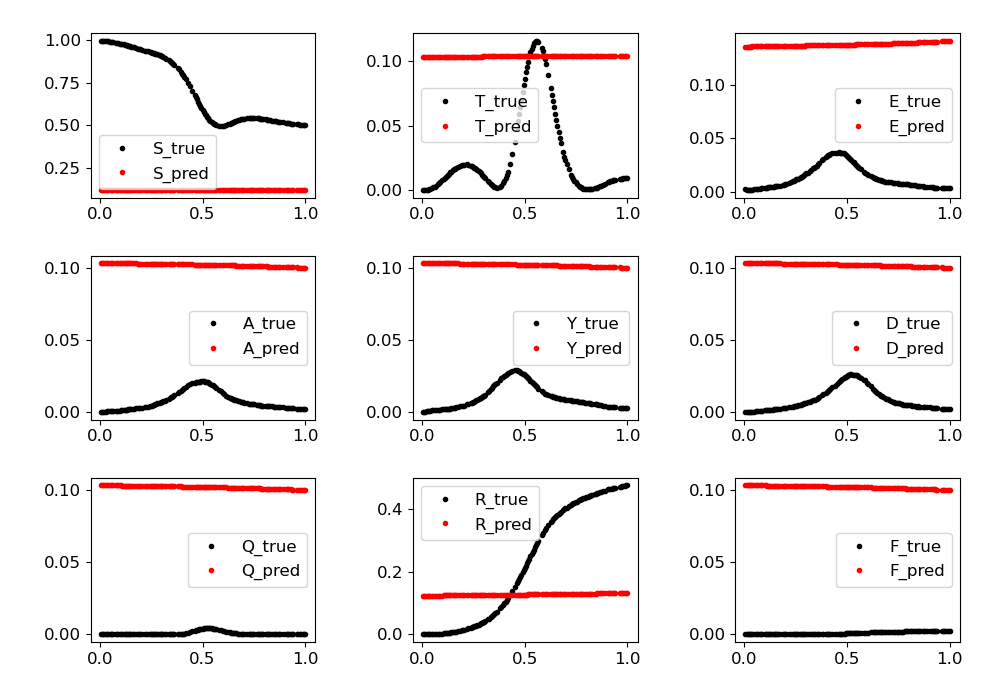 1.00
0.75
0.50
0.25
S_true
S_pred
0.0 0.5 1.0
0.10
0.05
0.00
T_true
T_pred
0.0 0.5 1.0
0.10
0.05
0.00
E_true
E_pred
0.0 0.5 1.0
0.10
0.05
0.00
A_true
A_pred
0.0 0.5 1.0
0.10
0.05
0.00
Y_true
Y_pred
0.0 0.5 1.0
0.10
0.05
0.00
D_true
D_pred
0.0 0.5 1.0
0.10
0.05
0.00
Q_true
Q_pred
0.0 0.5 1.0
0.4
0.2
0.0
R_true
R_pred
0.0 0.5 1.0
0.10
0.05
0.00
F_true
F_pred
0.0 0.5 1.0